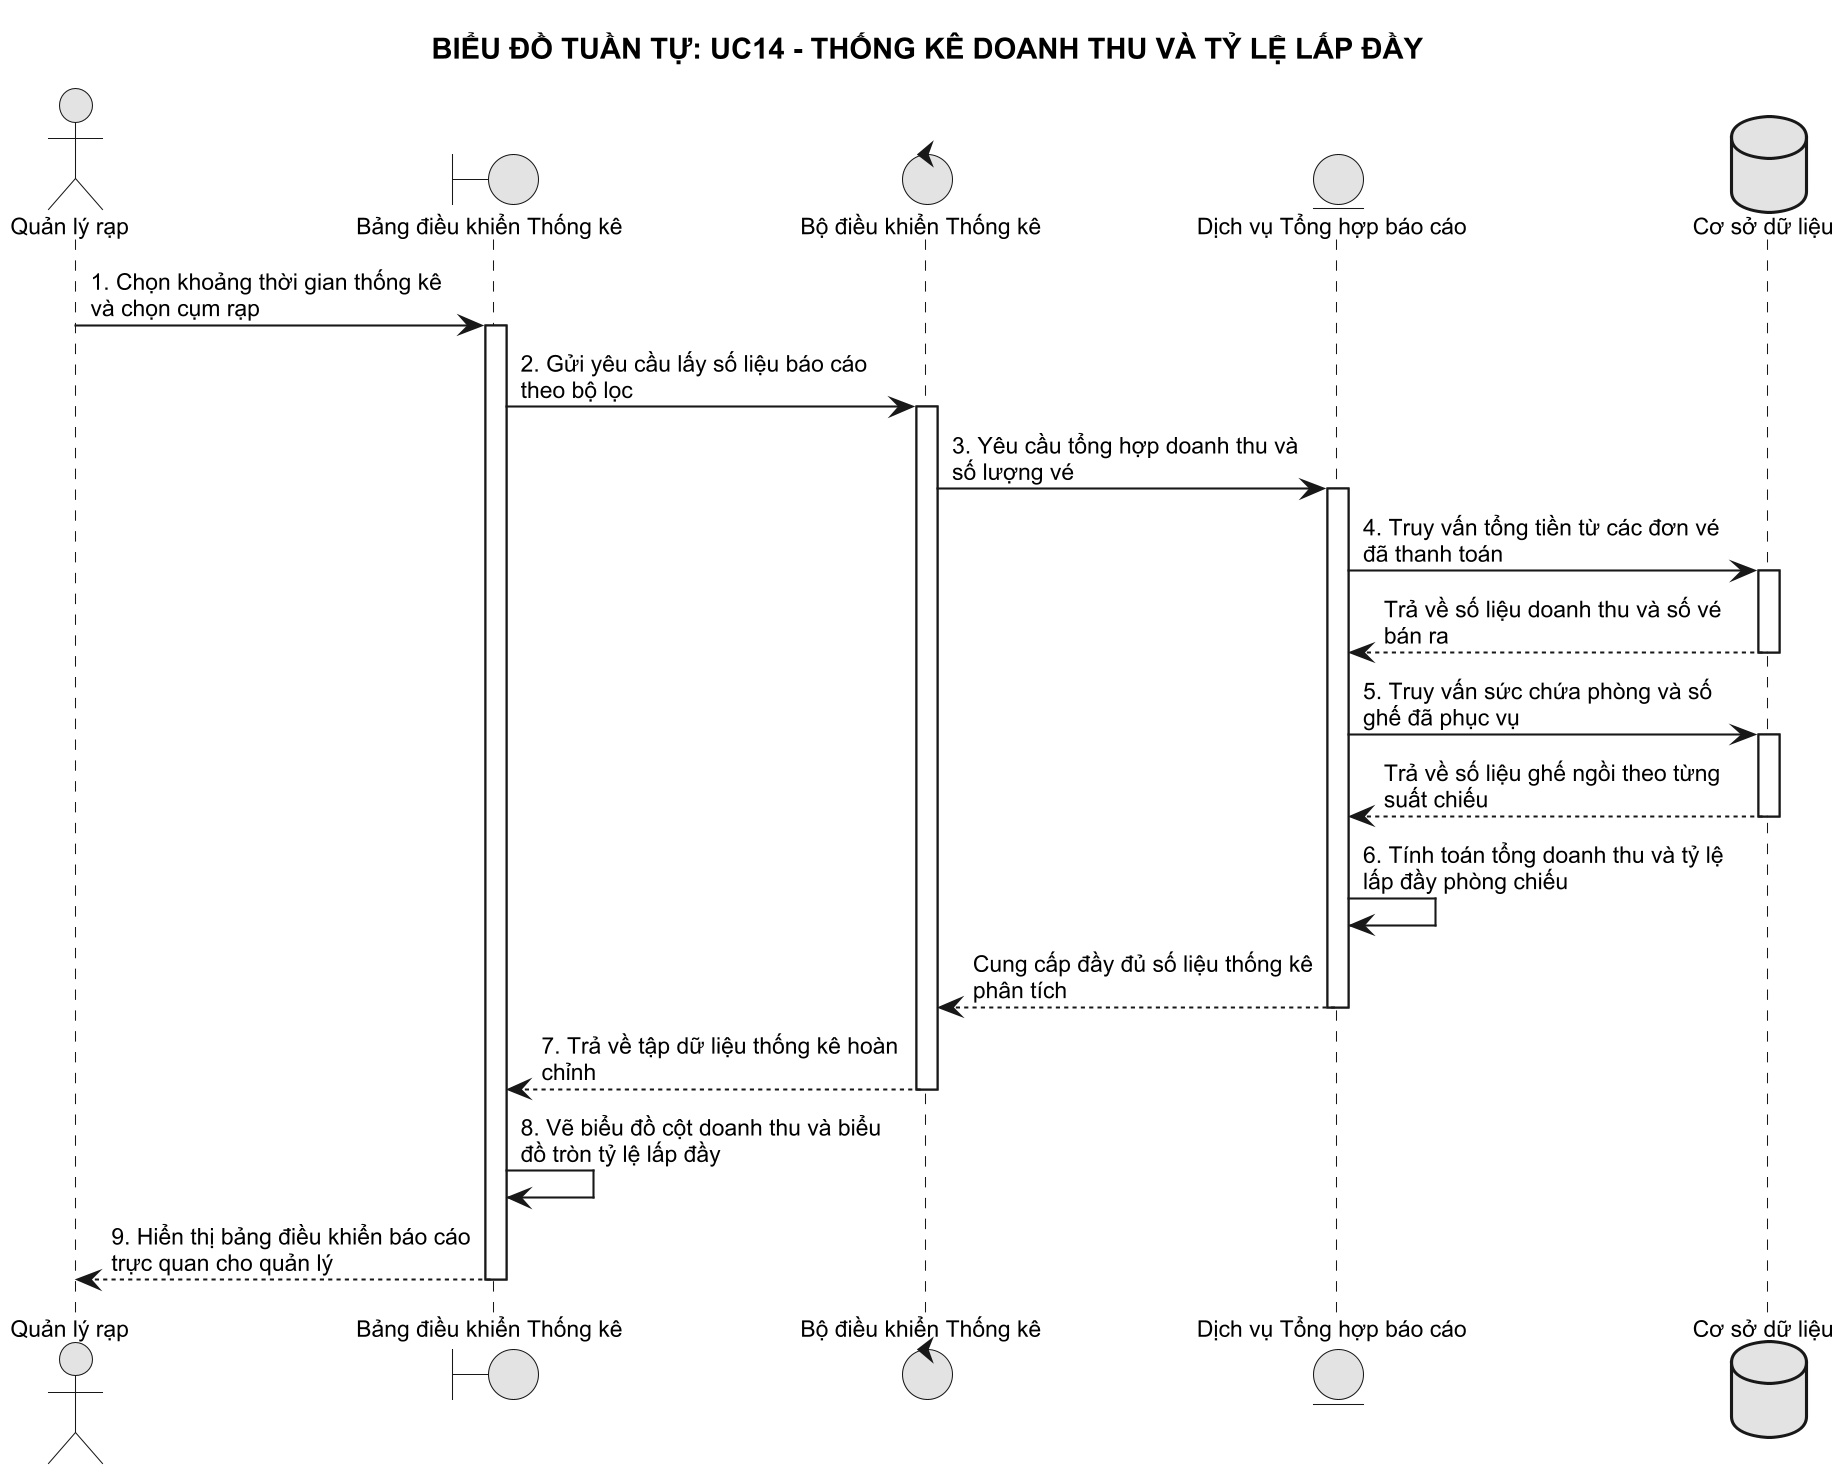 BIỂU ĐỒ TUẦN TỰ: UC14 - THỐNG KÊ DOANH THU VÀ TỶ LỆ LẤP ĐẦY
Quản lý rạp
Bảng điều khiển Thống kê
Bộ điều khiển Thống kê
Dịch vụ Tổng hợp báo cáo
Cơ sở dữ liệu
1. Chọn khoảng thời gian thống kê
và chọn cụm rạp
2. Gửi yêu cầu lấy số liệu báo cáo
theo bộ lọc
3. Yêu cầu tổng hợp doanh thu và
số lượng vé
4. Truy vấn tổng tiền từ các đơn vé
đã thanh toán
Trả về số liệu doanh thu và số vé
bán ra
5. Truy vấn sức chứa phòng và số
ghế đã phục vụ
Trả về số liệu ghế ngồi theo từng
suất chiếu
6. Tính toán tổng doanh thu và tỷ lệ
lấp đầy phòng chiếu
Cung cấp đầy đủ số liệu thống kê
phân tích
7. Trả về tập dữ liệu thống kê hoàn
chỉnh
8. Vẽ biểu đồ cột doanh thu và biểu
đồ tròn tỷ lệ lấp đầy
9. Hiển thị bảng điều khiển báo cáo
trực quan cho quản lý
Quản lý rạp
Bảng điều khiển Thống kê
Bộ điều khiển Thống kê
Dịch vụ Tổng hợp báo cáo
Cơ sở dữ liệu